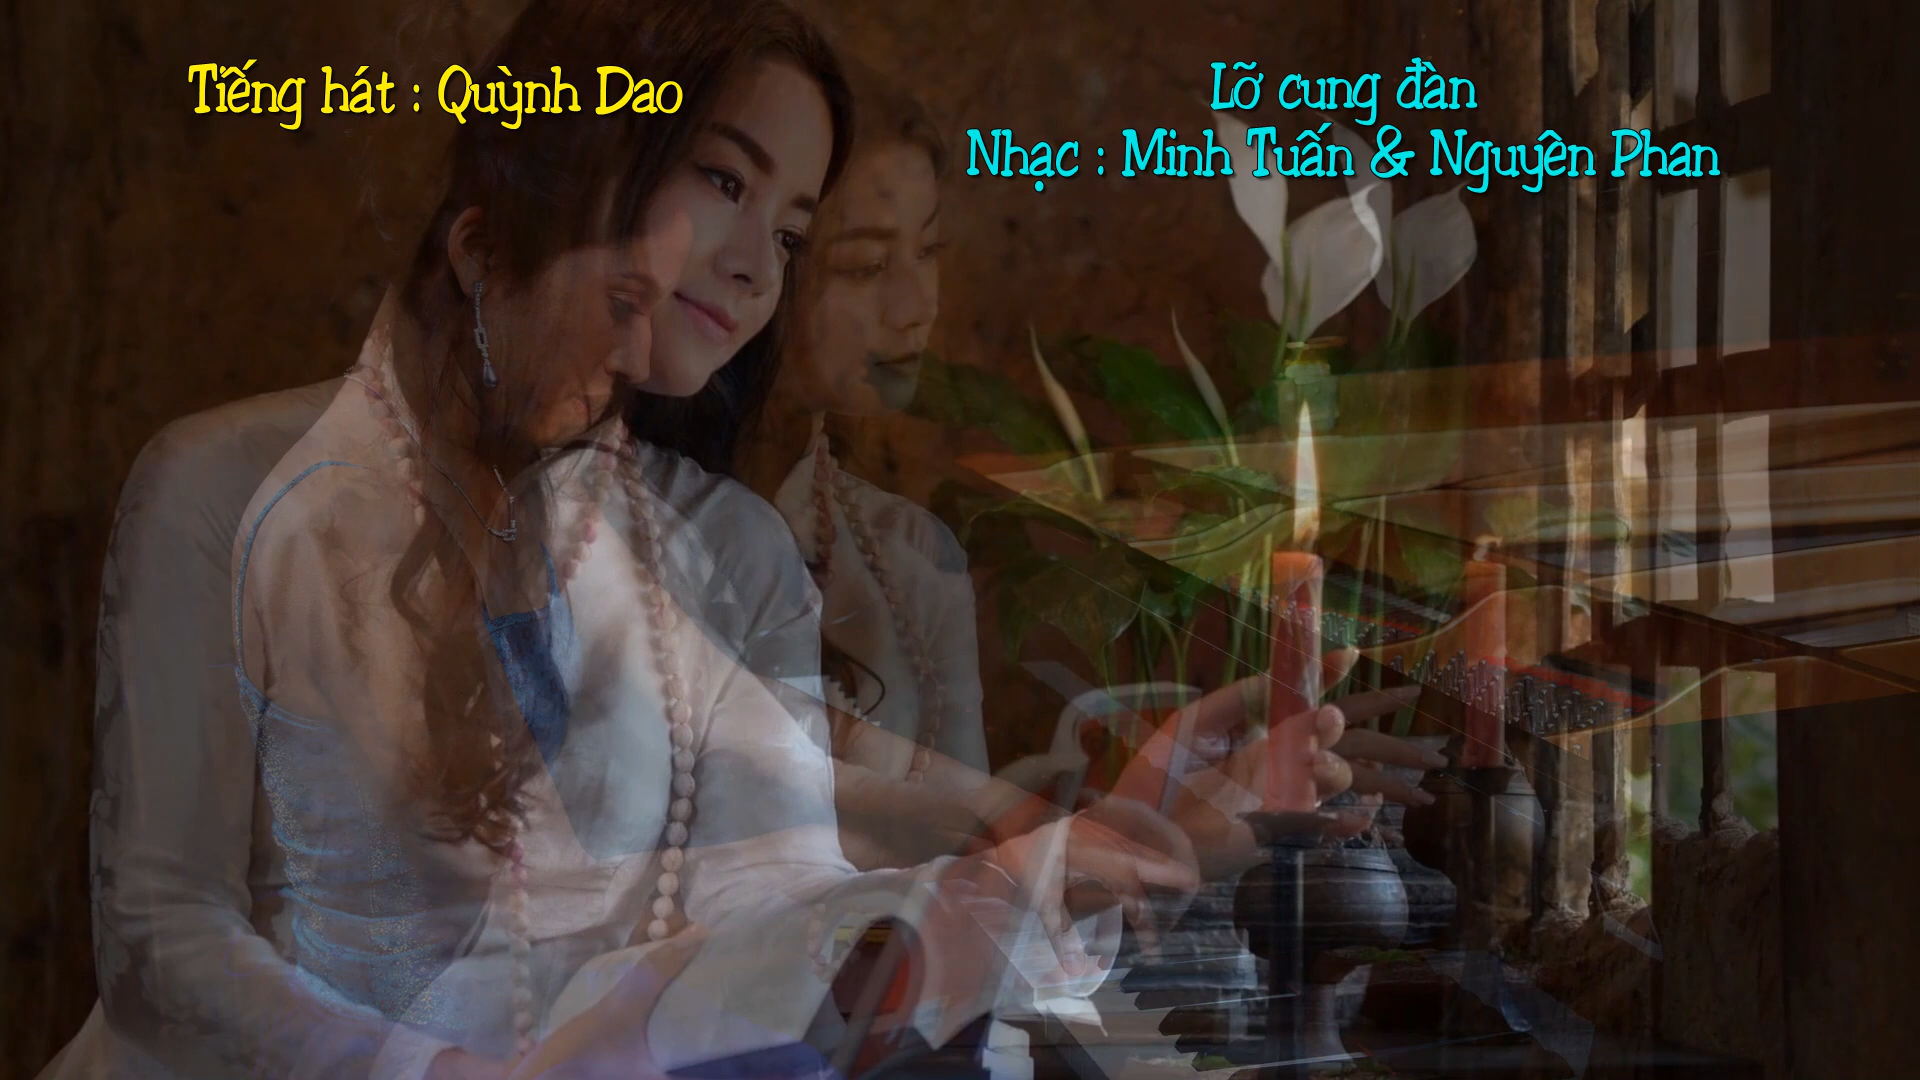 Tiếng hát : Quỳnh Dao
Lỡ cung đàn
Nhạc : Minh Tuấn & Nguyên Phan